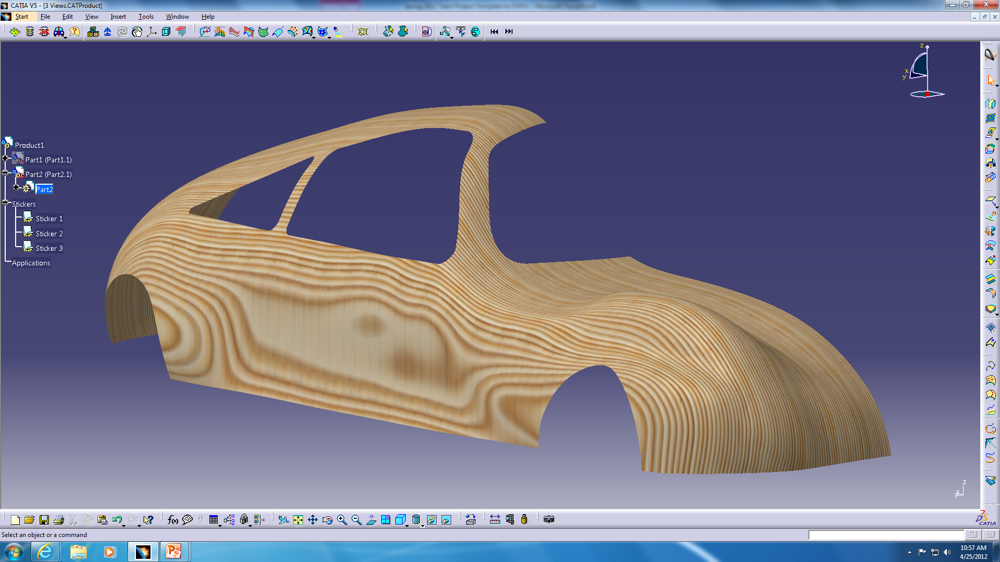 CATIA V5 - [3 Views.CATProduct]
Start File Edit View Insert Tools Window Help
z
x
y
Product1
Part1 (Part1.1)
Part2 (Part2.1)
Part2
Stickers
Sticker 1
Sticker 2
Sticker 3
Applications
z
x
y
f(x)
DS
CATIA
Select an object or a command
10:57 AM
4/25/2012